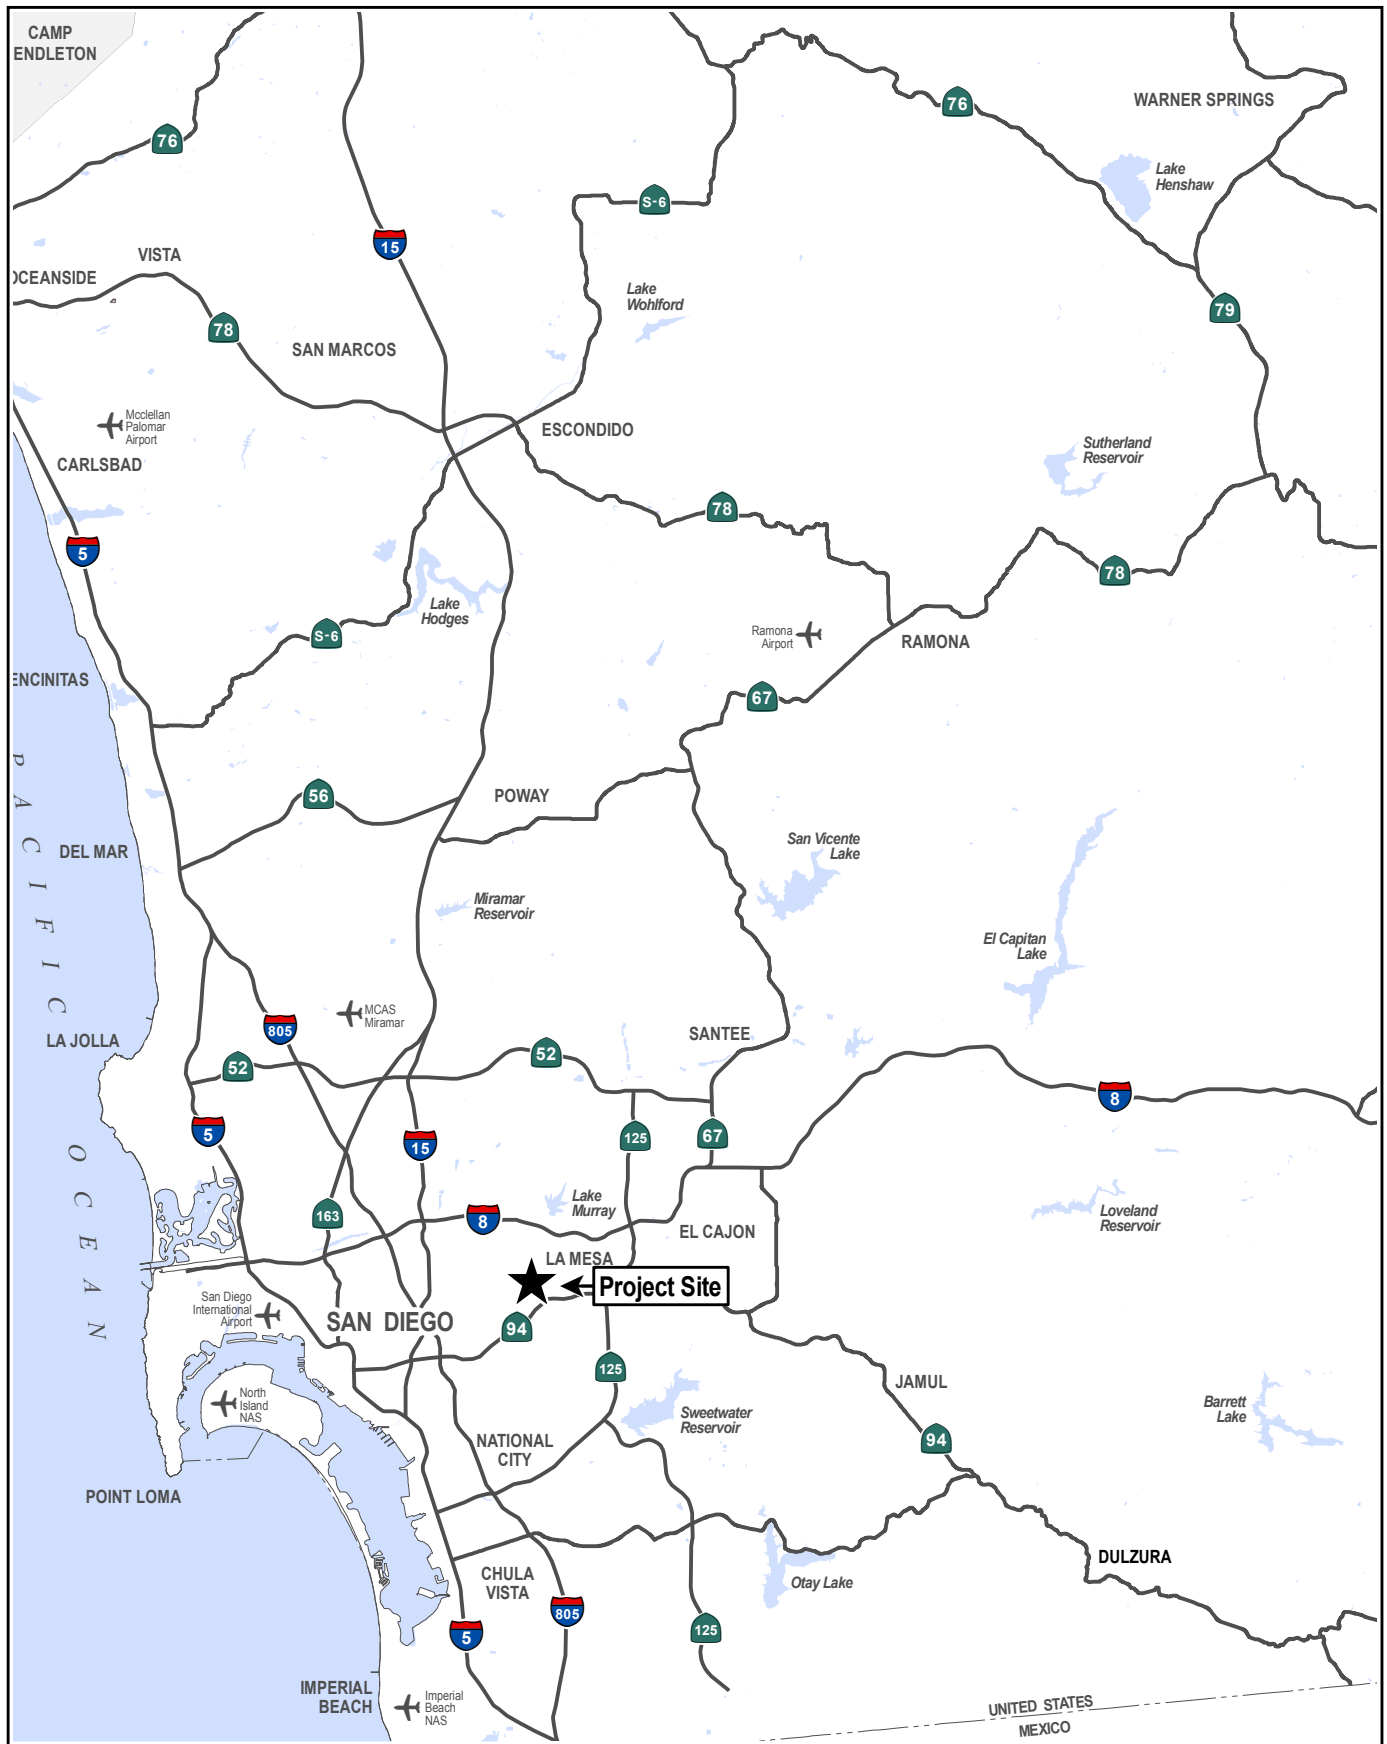 CAMP
ENDLETON
76
WARNER SPRINGS
76
Lake
Henshaw
S-6
15
VISTA
OCEANSIDE
Lake
Wohlford
79
78
SAN MARCOS
Mcclellan
Palomar
Airport
ESCONDIDO
Sutherland
Reservoir
CARLSBAD
78
5
78
Lake
Hodges
S-6
Ramona
Airport
RAMONA
ENCINITAS
67
PACIFIC OCEAN
56
POWAY
DEL MAR
San Vicente
Lake
Miramar
Reservoir
El Capitan
Lake
MCAS
Miramar
805
SANTEE
LA JOLLA
52
52
8
5
15
125
67
163
Lake
Murray
8
Loveland
Reservoir
EL CAJON
LA MESA
Project Site
San Diego
International
Airport
SAN DIEGO
94
125
JAMUL
North
Island
NAS
Sweetwater
Reservoir
Barrett
Lake
94
NATIONAL
CITY
POINT LOMA
DULZURA
CHULA
VISTA
Otay Lake
805
5
125
IMPERIAL
BEACH
Imperial
Beach
NAS
UNITED STATES
MEXICO